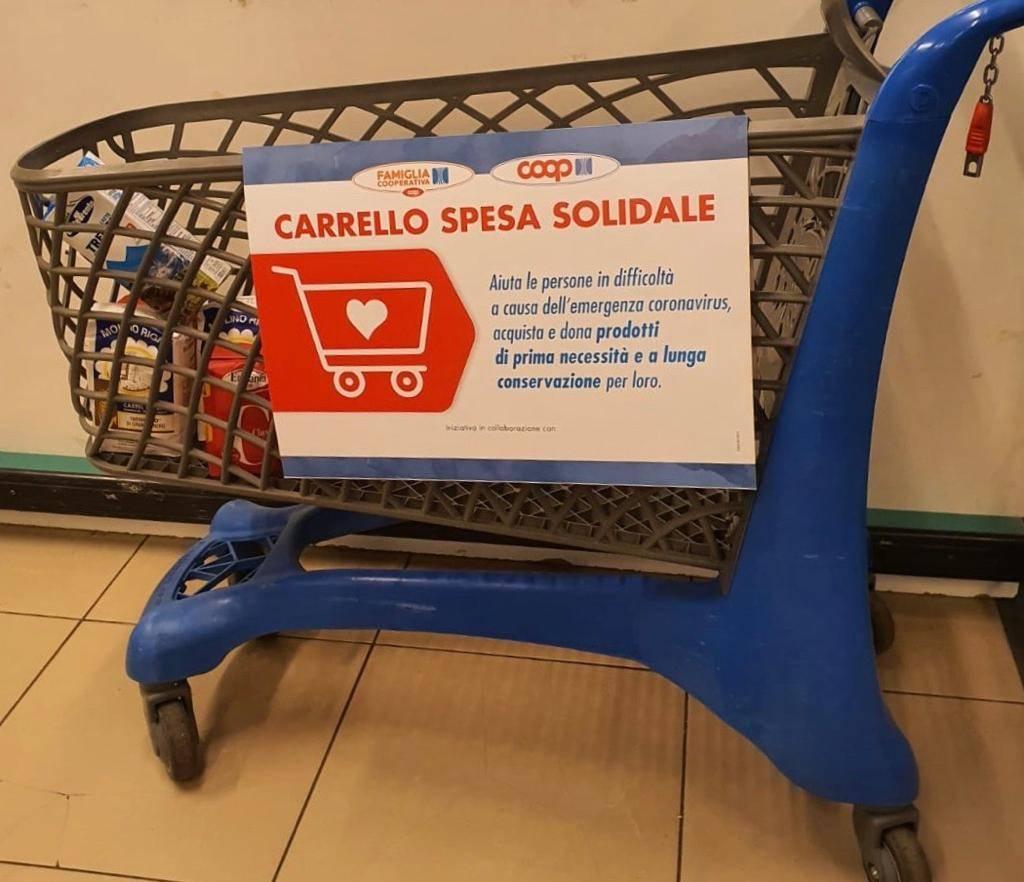 FAMIGLIA
COOPERATIVA
coop
CARRELLO SPESA SOLIDALE
Aiuta le persone in difficoltà
a causa dell'emergenza coronavirus,
acquista e dona prodotti
di prima necessità e a lunga
conservazione per loro.
Iniziativa in collaborazione con: